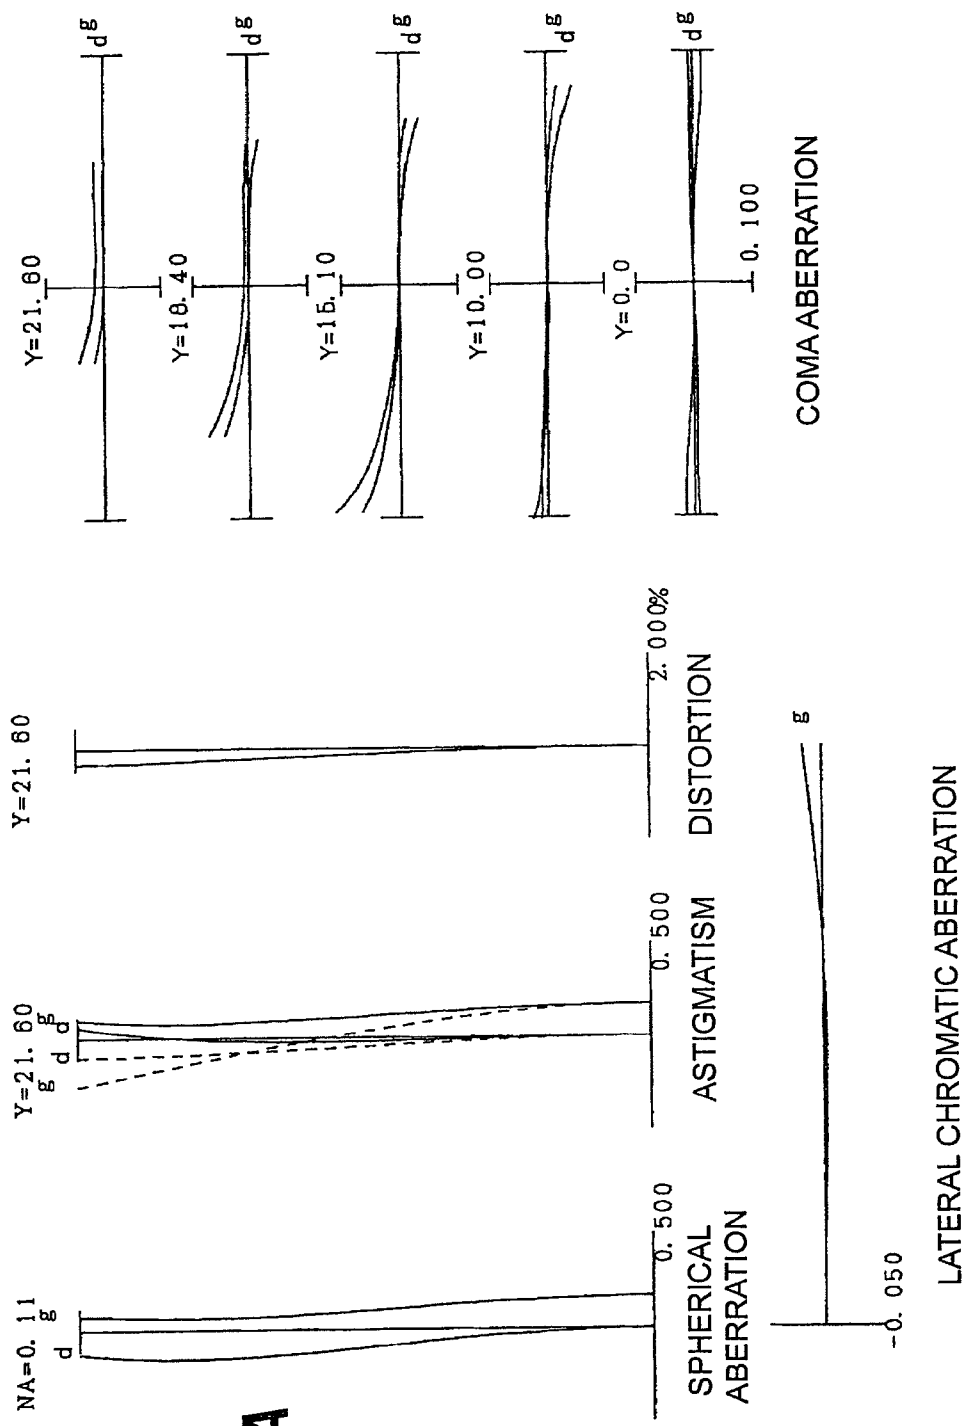 NA=0.11
d
g
0.500
SPHERICAL
ABERRATION
Y=21.60
g
d
d
g
0.500
ASTIGMATISM
Y=21.60
2.000%
DISTORTION
Y=21.60
d
g
Y=18.40
d
g
Y=15.10
d
g
Y=10.00
d
g
Y=0.0
d
g
0.100
COMA ABERRATION
g
-0.050
LATERAL CHROMATIC ABERRATION